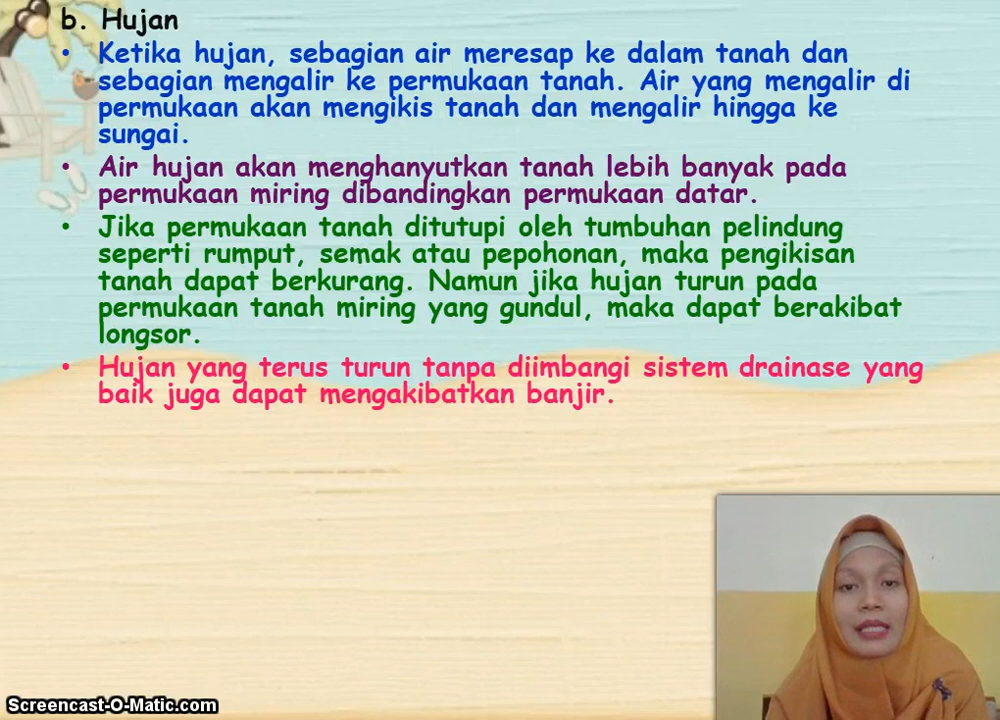 b. Hujan
• Ketika hujan, sebagian air meresap ke dalam tanah dan
sebagian mengalir ke permukaan tanah. Air yang mengalir di
permukaan akan mengikis tanah dan mengalir hingga ke
sungai.
• Air hujan akan menghanyutkan tanah lebih banyak pada
permukaan miring dibandingkan permukaan datar.
• Jika permukaan tanah ditutupi oleh tumbuhan pelindung
seperti rumput, semak atau pepohonan, maka pengikisan
tanah dapat berkurang. Namun jika hujan turun pada
permukaan tanah miring yang gundul, maka dapat berakibat
longsor.
• Hujan yang terus turun tanpa diimbangi sistem drainase yang
baik juga dapat mengakibatkan banjir.
Screencast-O-Matic.com